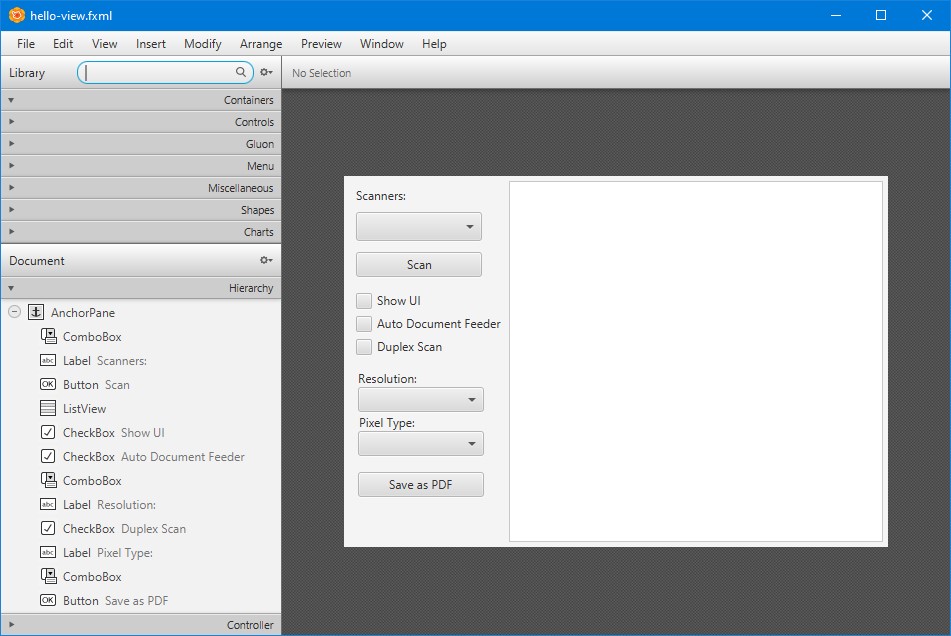 hello-view.fxml
File Edit View Insert Modify Arrange Preview Window Help
Library
No Selection
Containers
Controls
Gluon
Menu
Miscellaneous
Shapes
Charts
Document
Hierarchy
AnchorPane
ComboBox
abc Label Scanners:
OK Button Scan
ListView
CheckBox Show UI
CheckBox Auto Document Feeder
ComboBox
abc Label Resolution:
CheckBox Duplex Scan
abc Label Pixel Type:
ComboBox
OK Button Save as PDF
Controller
Scanners:
Scan
Show UI
Auto Document Feeder
Duplex Scan
Resolution:
Pixel Type:
Save as PDF